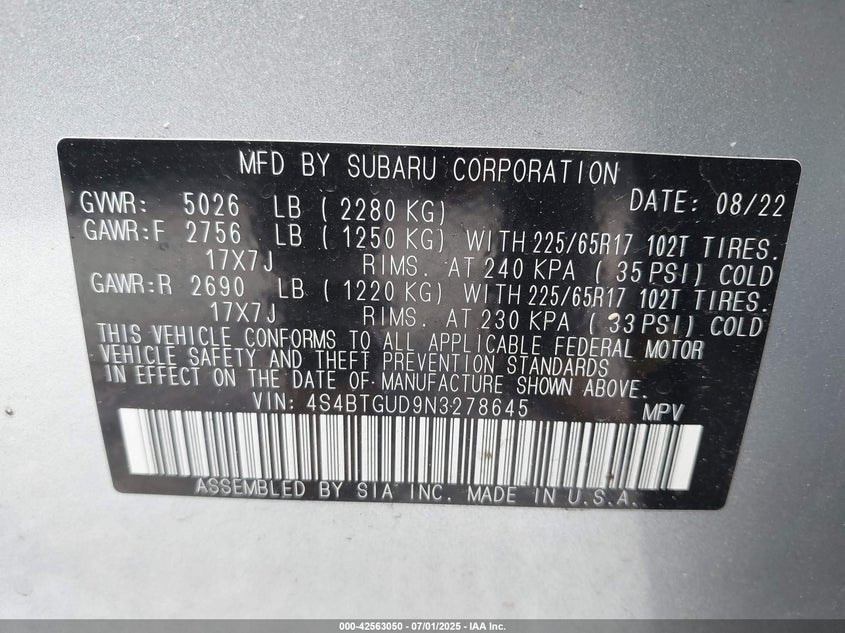 MFD BY SUBARU CORPORATION
GVWR: 5026 LB ( 2280 KG) DATE: 08/22
GAWR:F 2756 LB ( 1250 KG) WITH 225/65R17 102T TIRES.
17X7J RIMS. AT 240 KPA ( 35 PSI) COLD
GAWR:R 2690 LB ( 1220 KG) WITH 225/65R17 102T TIRES.
17X7J RIMS. AT 230 KPA ( 33 PSI) COLD
THIS VEHICLE CONFORMS TO ALL APPLICABLE FEDERAL MOTOR
VEHICLE SAFETY AND THEFT PREVENTION STANDARDS
IN EFFECT ON THE DATE OF MANUFACTURE SHOWN ABOVE.
VIN: 4S4BTGUD9N3278645 MPV
ASSEMBLED BY SIA INC. MADE IN U.S.A.
000-42563050 - 07/01/2025 - IAA Inc.